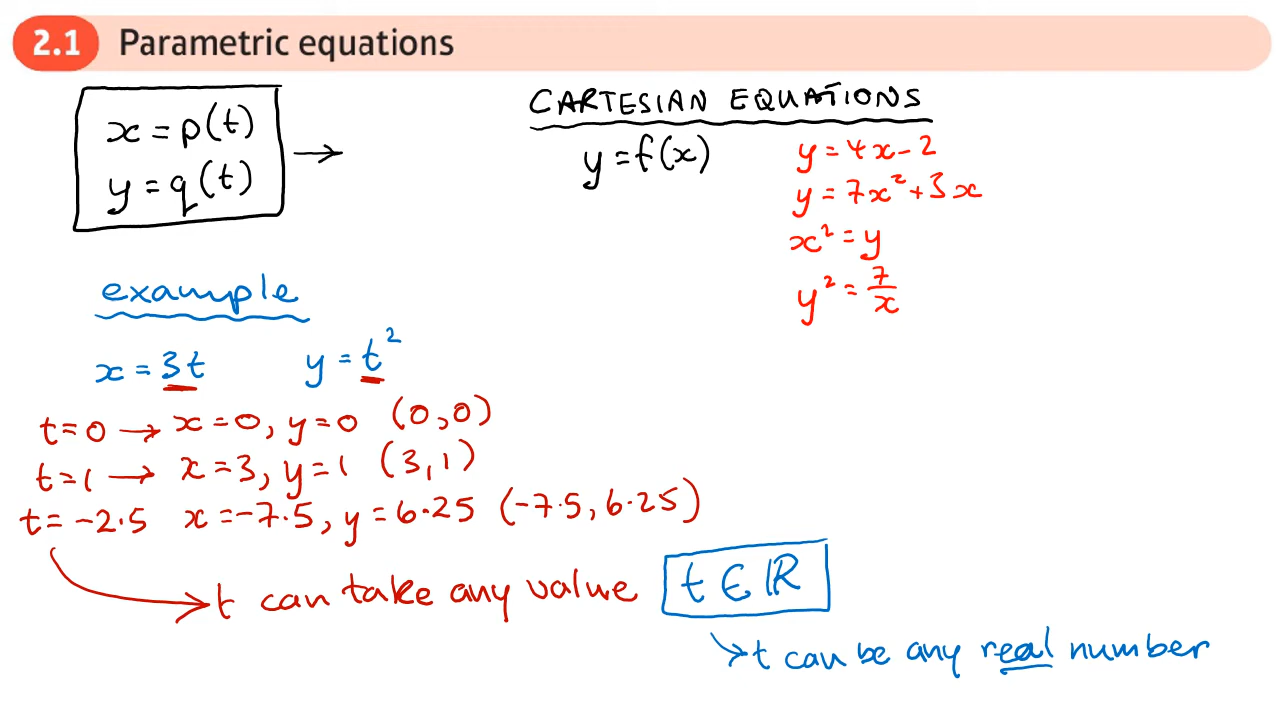 2.1 Parametric equations
x = p(t)
y = q(t) →
CARTESIAN EQUATIONS
y = f(x)
y = 4x - 2
y = 7x² + 3x
x² = y
y² = 7/x
example
x = 3t y = t²
t = 0 → x = 0, y = 0 (0,0)
t = 1 → x = 3, y = 1 (3,1)
t = -2.5 x = -7.5, y = 6.25 (-7.5, 6.25)
t can take any value t ∈ ℝ
t can be any real number